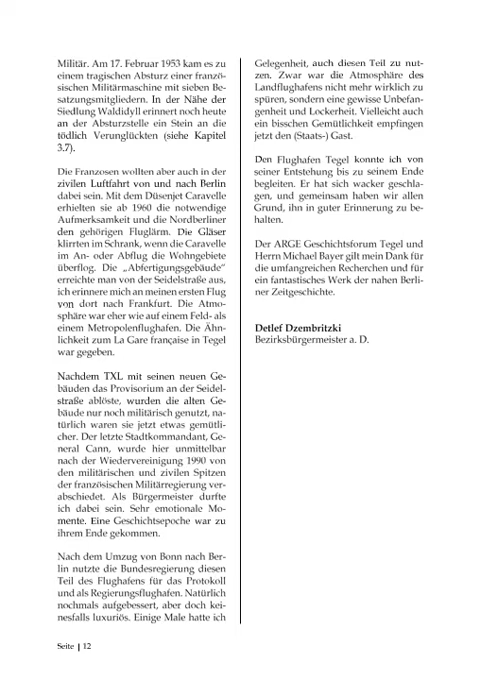 Militär. Am 17. Februar 1953 kam es zu
einem tragischen Absturz einer franzö-
sischen Militärmaschine mit sieben Be-
satzungsmitgliedern. In der Nähe der
Siedlung Waldidyll erinnert noch heute
an der Absturzstelle ein Stein an die
tödlich Verunglückten (siehe Kapitel
3.7).
Die Franzosen wollten aber auch in der
zivilen Luftfahrt von und nach Berlin
dabei sein. Mit dem Düsenjet Caravelle
erhielten sie ab 1960 die notwendige
Aufmerksamkeit und die Nordberliner
den gehörigen Fluglärm. Die Gläser
klirrten im Schrank, wenn die Caravelle
im An- oder Abflug die Wohngebiete
überflog. Die „Abfertigungsgebäude“
erreichte man von der Seidelstraße aus,
ich erinnere mich an meinen ersten Flug
von dort nach Frankfurt. Die Atmo-
sphäre war eher wie auf einem Feld- als
einem Metropolenflughafen. Die Ähn-
lichkeit zum La Gare française in Tegel
war gegeben.
Nachdem TXL mit seinen neuen Ge-
bäuden das Provisorium an der Seidel-
straße ablöste, wurden die alten Ge-
bäude nur noch militärisch genutzt, na-
türlich waren sie jetzt etwas gemütli-
cher. Der letzte Stadtkommandant, Ge-
neral Cann, wurde hier unmittelbar
nach der Wiedervereinigung 1990 von
den militärischen und zivilen Spitzen
der französischen Militärregierung ver-
abschiedet. Als Bürgermeister durfte
ich dabei sein. Sehr emotionale Mo-
mente. Eine Geschichtsepoche war zu
ihrem Ende gekommen.
Nach dem Umzug von Bonn nach Ber-
lin nutzte die Bundesregierung diesen
Teil des Flughafens für das Protokoll
und als Regierungsflughafen. Natürlich
nochmals aufgebessert, aber doch kei-
nesfalls luxuriös. Einige Male hatte ich
Gelegenheit, auch diesen Teil zu nut-
zen. Zwar war die Atmosphäre des
Landflughafens nicht mehr wirklich zu
spüren, sondern eine gewisse Unbefan-
genheit und Lockerheit. Vielleicht auch
ein bisschen Gemütlichkeit empfingen
jetzt den (Staats-) Gast.
Den Flughafen Tegel konnte ich von
seiner Entstehung bis zu seinem Ende
begleiten. Er hat sich wacker geschla-
gen, und gemeinsam haben wir allen
Grund, ihn in guter Erinnerung zu be-
halten.
Der ARGE Geschichtsforum Tegel und
Herrn Michael Bayer gilt mein Dank für
die umfangreichen Recherchen und für
ein fantastisches Werk der nahen Berli-
ner Zeitgeschichte.
Detlef Dzembritzki
Bezirksbürgermeister a. D.
Seite | 12